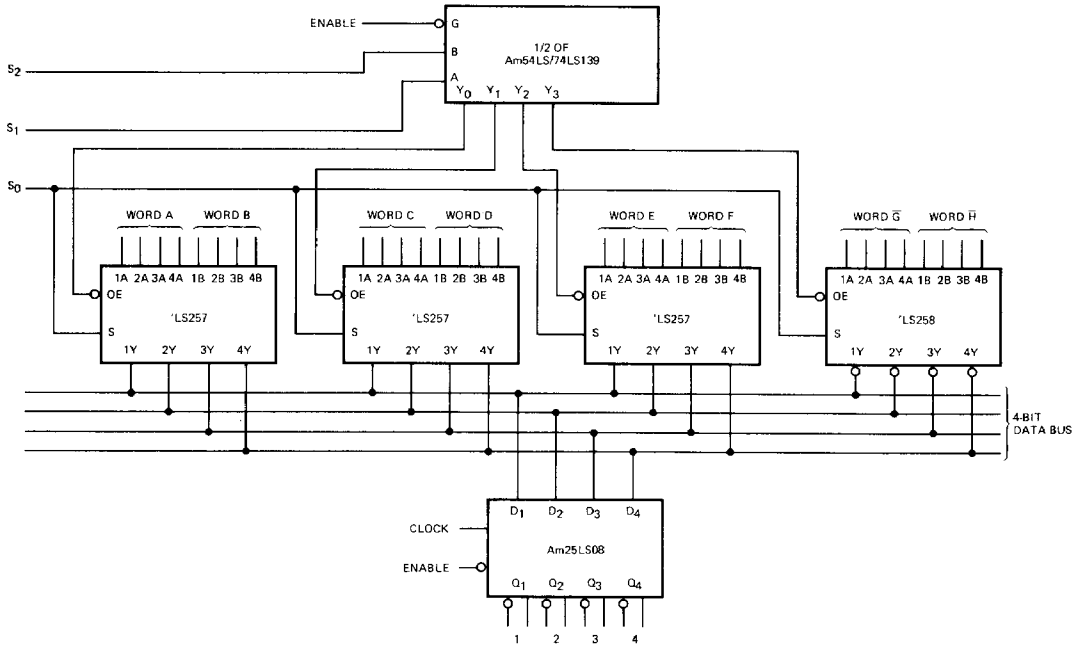 ENABLE
G
1/2 OF
Am54LS/74LS139
B
S2
A
Y0 Y1 Y2 Y3
S1
S0
WORD A WORD B
WORD C WORD D
WORD E WORD F
WORD G̅ WORD H̅
1A 2A 3A 4A 1B 2B 3B 4B
1A 2A 3A 4A 1B 2B 3B 4B
1A 2A 3A 4A 1B 2B 3B 4B
1A 2A 3A 4A 1B 2B 3B 4B
OE
OE
OE
OE
'LS257
'LS257
'LS257
'LS258
S
S
S
S
1Y 2Y 3Y 4Y
1Y 2Y 3Y 4Y
1Y 2Y 3Y 4Y
1Y 2Y 3Y 4Y
4-BIT
DATA BUS
D1 D2 D3 D4
CLOCK
Am25LS08
ENABLE
Q1 Q2 Q3 Q4
1 2 3 4